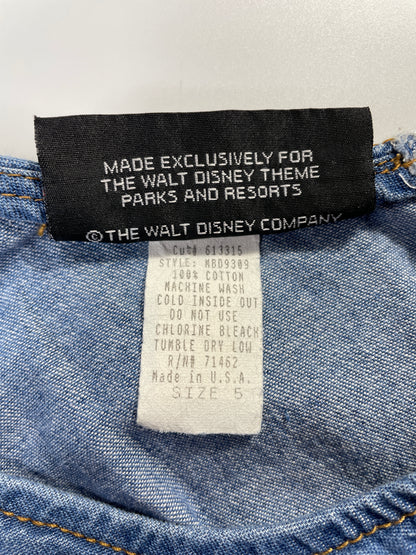 MADE EXCLUSIVELY FOR
THE WALT DISNEY THEME
PARKS AND RESORTS
© THE WALT DISNEY COMPANY
Cut# 613315
STYLE: MBD9309
100% COTTON
MACHINE WASH
COLD INSIDE OUT
DO NOT USE
CHLORINE BLEACH
TUMBLE DRY LOW
R/N# 71462
Made in U.S.A.
SIZE 5